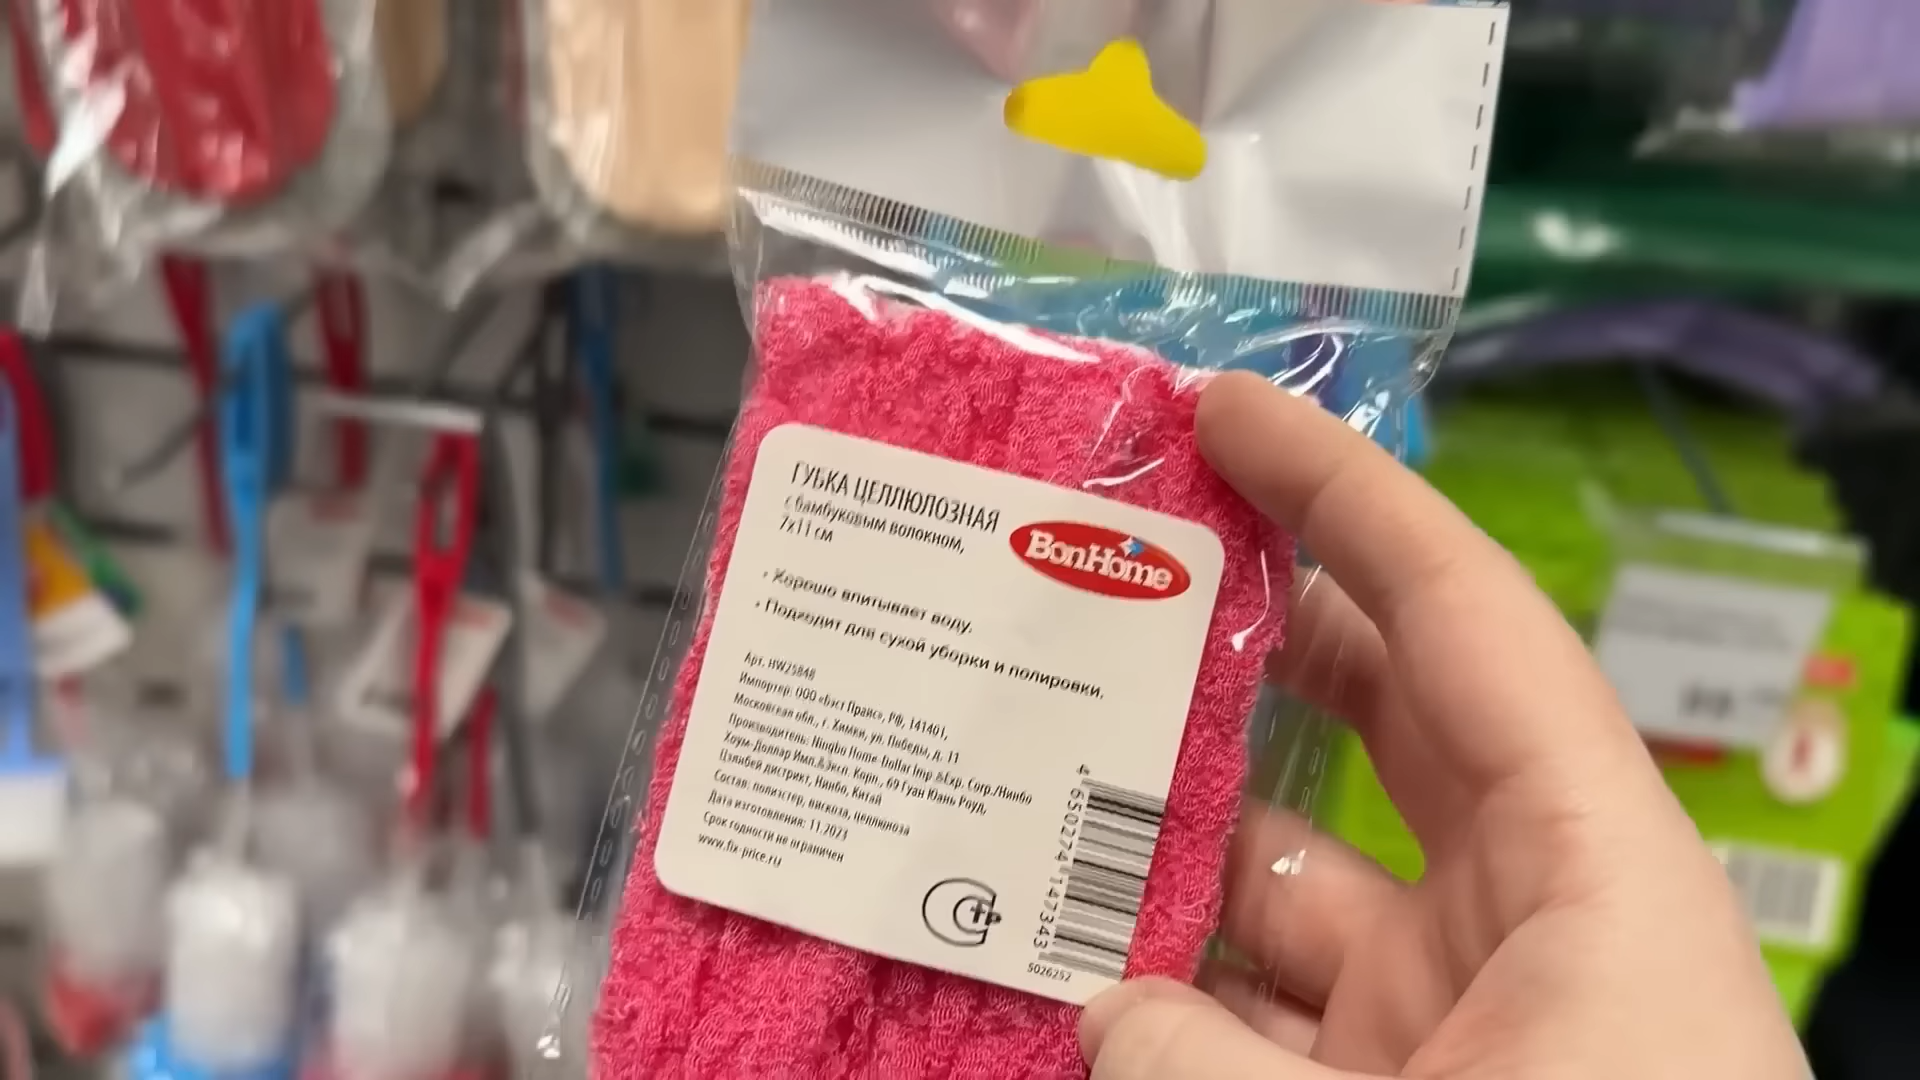 ГУБКА ЦЕЛЛЮЛОЗНАЯ
с бамбуковым волокном,
7x11 см
BonHome
• Хорошо впитывает воду.
• Подходит для сухой уборки и полировки.
Арт. HW25848
Импортер: ООО «Бэст Прайс», РФ, 141401,
Московская обл., г. Химки, ул. Победы, д. 11
Производитель: Ningbo Home-Dollar Imp.&Exp. Corp./Нинбо
Хоум-Доллар Имп.&Эксп. Корп., 69 Гуан Юань Роуд,
Цзянбей дистрикт, Нинбо, Китай
Состав: полиэстер, вискоза, целлюлоза
Дата изготовления: 11.2023
Срок годности не ограничен
www.fix-price.ru
4 650274 147343
5026252